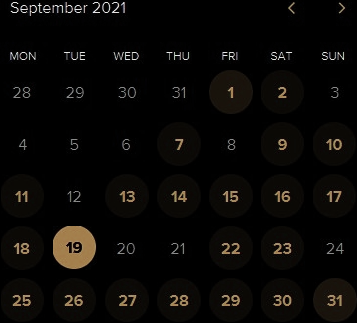 September 2021
MON TUE WED THU FRI SAT SUN
28 29 30 31 1 2 3
4 5 6 7 8 9 10
11 12 13 14 15 16 17
18 19 20 21 22 23 24
25 26 27 28 29 30 31